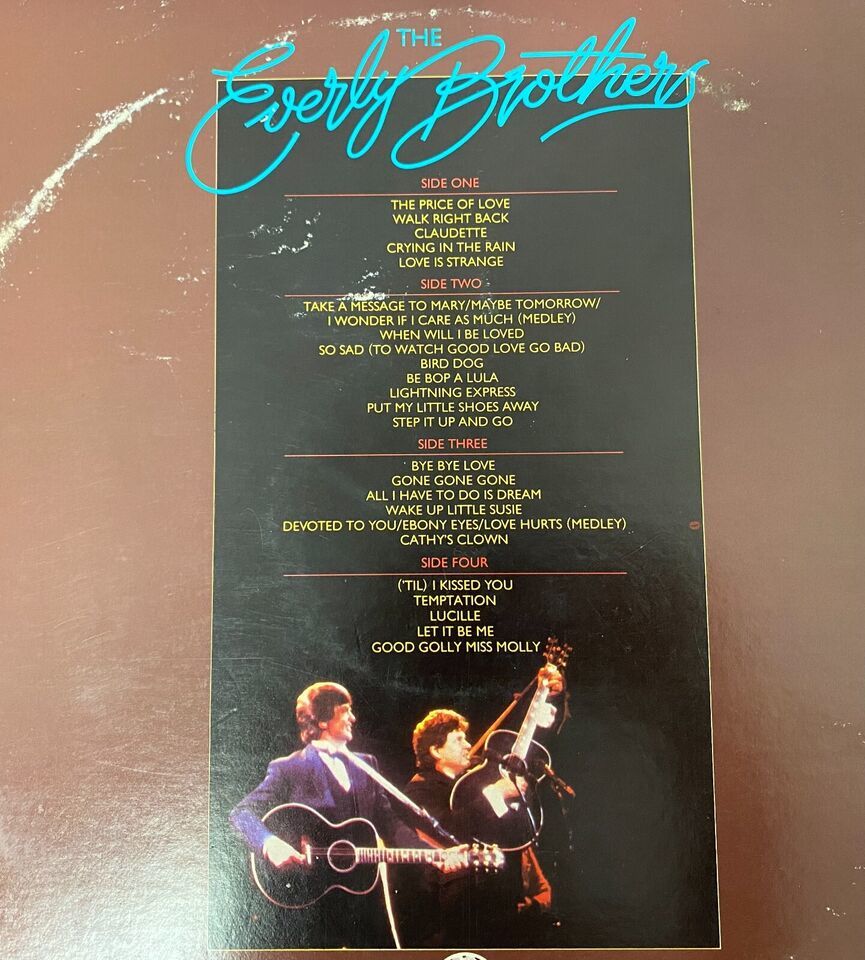 THE
Everly Brothers
SIDE ONE
THE PRICE OF LOVE
WALK RIGHT BACK
CLAUDETTE
CRYING IN THE RAIN
LOVE IS STRANGE
SIDE TWO
TAKE A MESSAGE TO MARY/MAYBE TOMORROW/
I WONDER IF I CARE AS MUCH (MEDLEY)
WHEN WILL I BE LOVED
SO SAD (TO WATCH GOOD LOVE GO BAD)
BIRD DOG
BE BOP A LULA
LIGHTNING EXPRESS
PUT MY LITTLE SHOES AWAY
STEP IT UP AND GO
SIDE THREE
BYE BYE LOVE
GONE GONE GONE
ALL I HAVE TO DO IS DREAM
WAKE UP LITTLE SUSIE
DEVOTED TO YOU/EBONY EYES/LOVE HURTS (MEDLEY)
CATHY'S CLOWN
SIDE FOUR
('TIL) I KISSED YOU
TEMPTATION
LUCILLE
LET IT BE ME
GOOD GOLLY MISS MOLLY